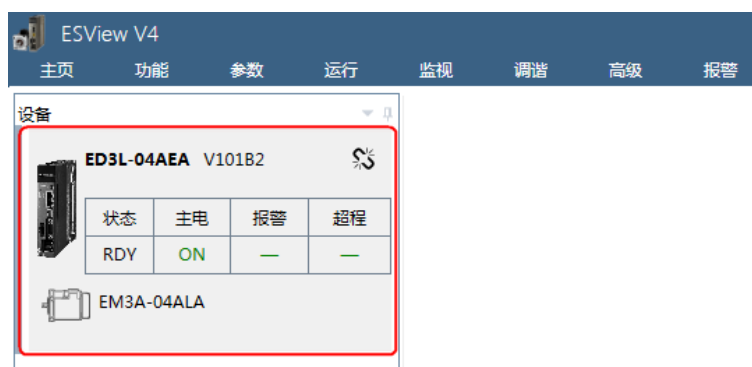 ESView V4
主页 功能 参数 运行 监视 调谐 高级 报警
设备
ED3L-04AEA V101B2
状态 主电 报警 超程
RDY ON — —
EM3A-04ALA